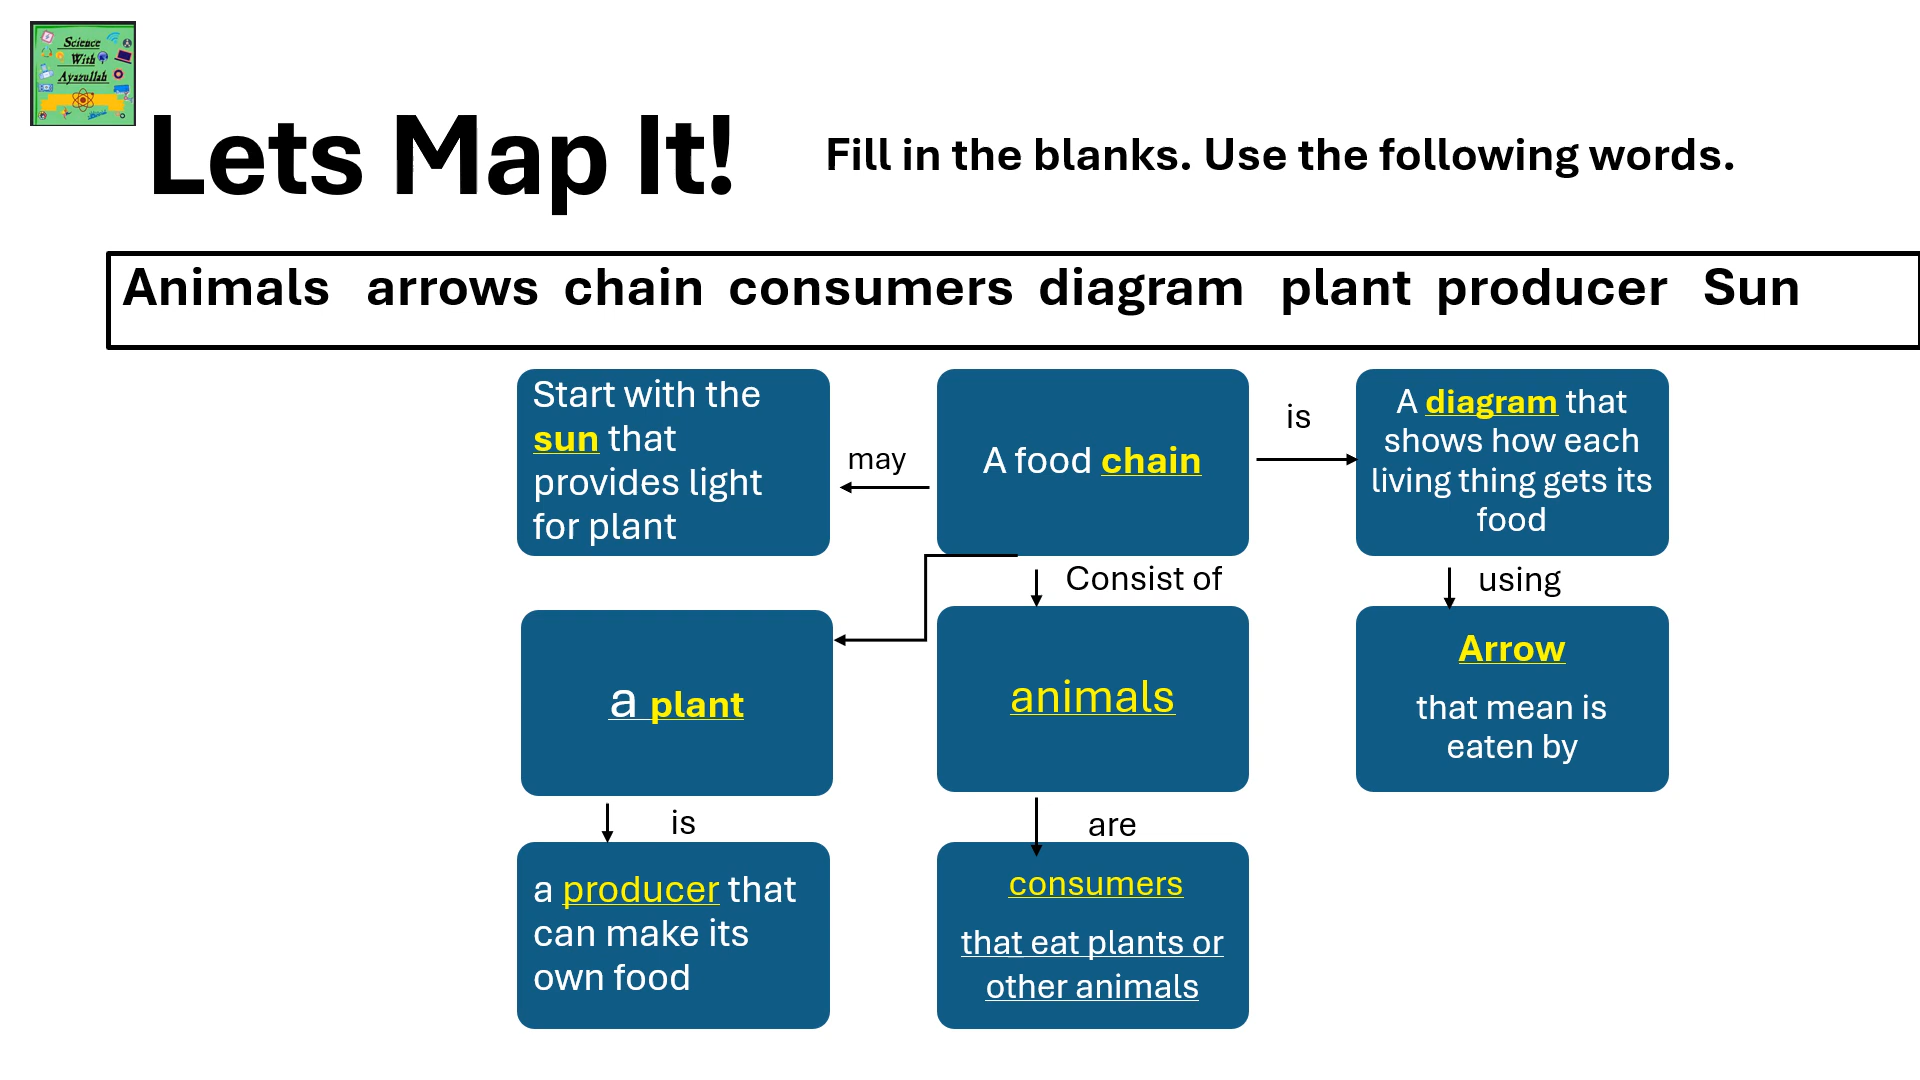 Science
With
Ayazullah
Lets Map It!
Fill in the blanks. Use the following words.
Animals arrows chain consumers diagram plant producer Sun
Start with the
sun that
provides light
for plant
may
A food chain
is
A diagram that
shows how each
living thing gets its
food
Consist of
using
a plant
animals
Arrow
that mean is
eaten by
is
are
a producer that
can make its
own food
consumers
that eat plants or
other animals